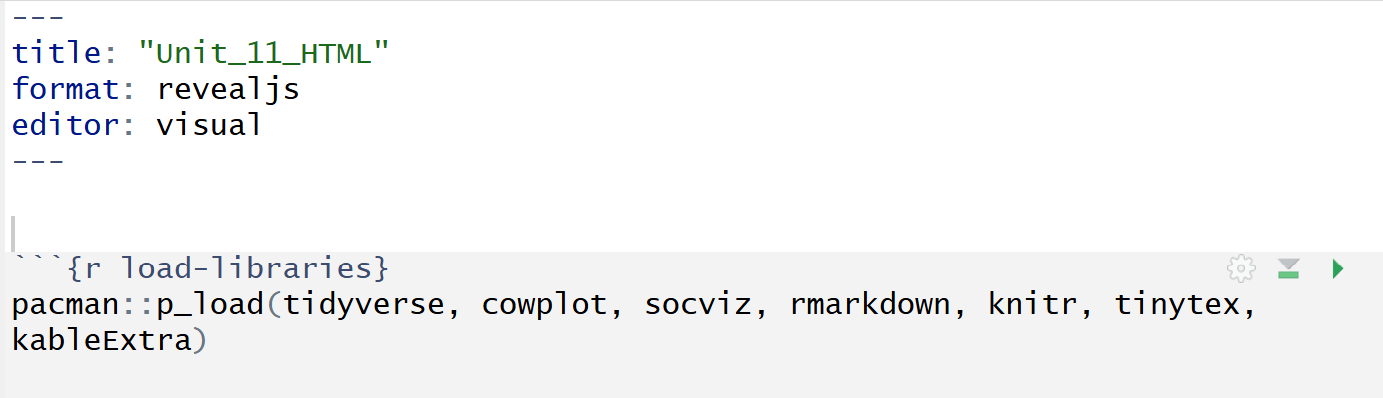 ---
title: "Unit_11_HTML"
format: revealjs
editor: visual
---
```{r load-libraries}
pacman::p_load(tidyverse, cowplot, socviz, rmarkdown, knitr, tinytex,
kableExtra)